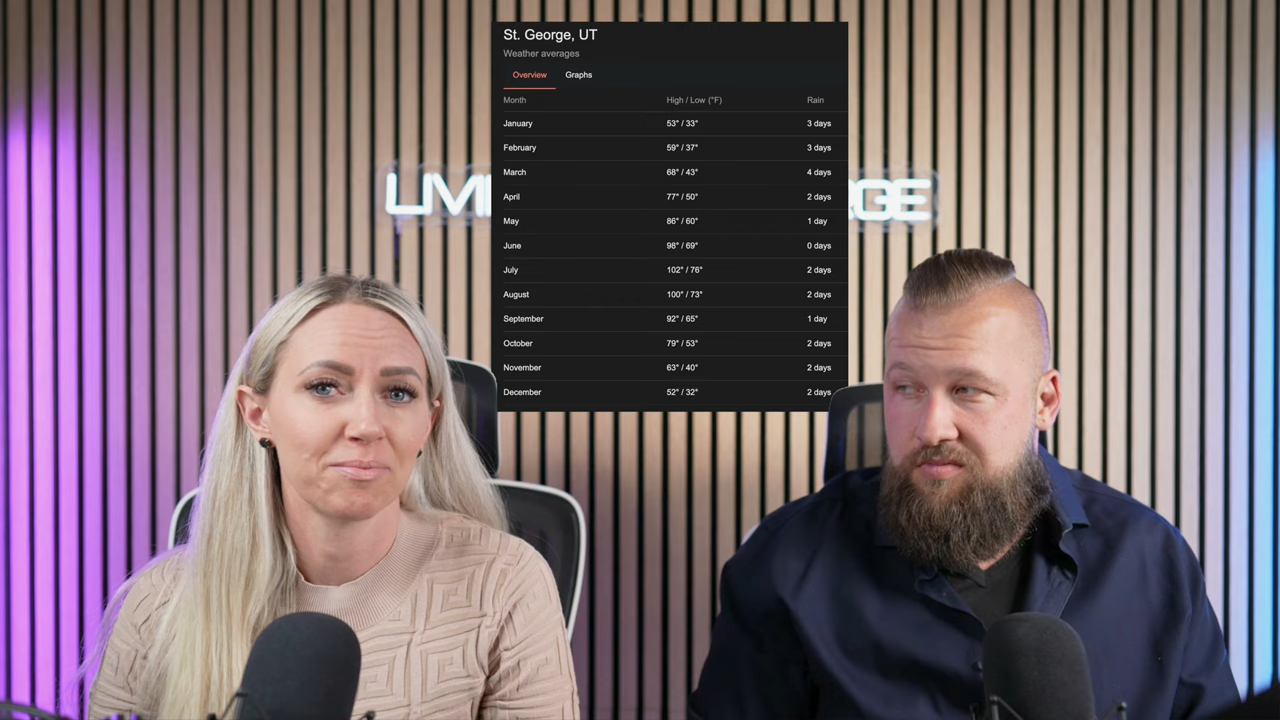 St. George, UT
Weather averages
Overview Graphs
Month High / Low (°F) Rain
January 53° / 33° 3 days
February 59° / 37° 3 days
March 68° / 43° 4 days
April 77° / 50° 2 days
May 86° / 60° 1 day
June 98° / 69° 0 days
July 102° / 76° 2 days
August 100° / 73° 2 days
September 92° / 65° 1 day
October 79° / 53° 2 days
November 63° / 40° 2 days
December 52° / 32° 2 days